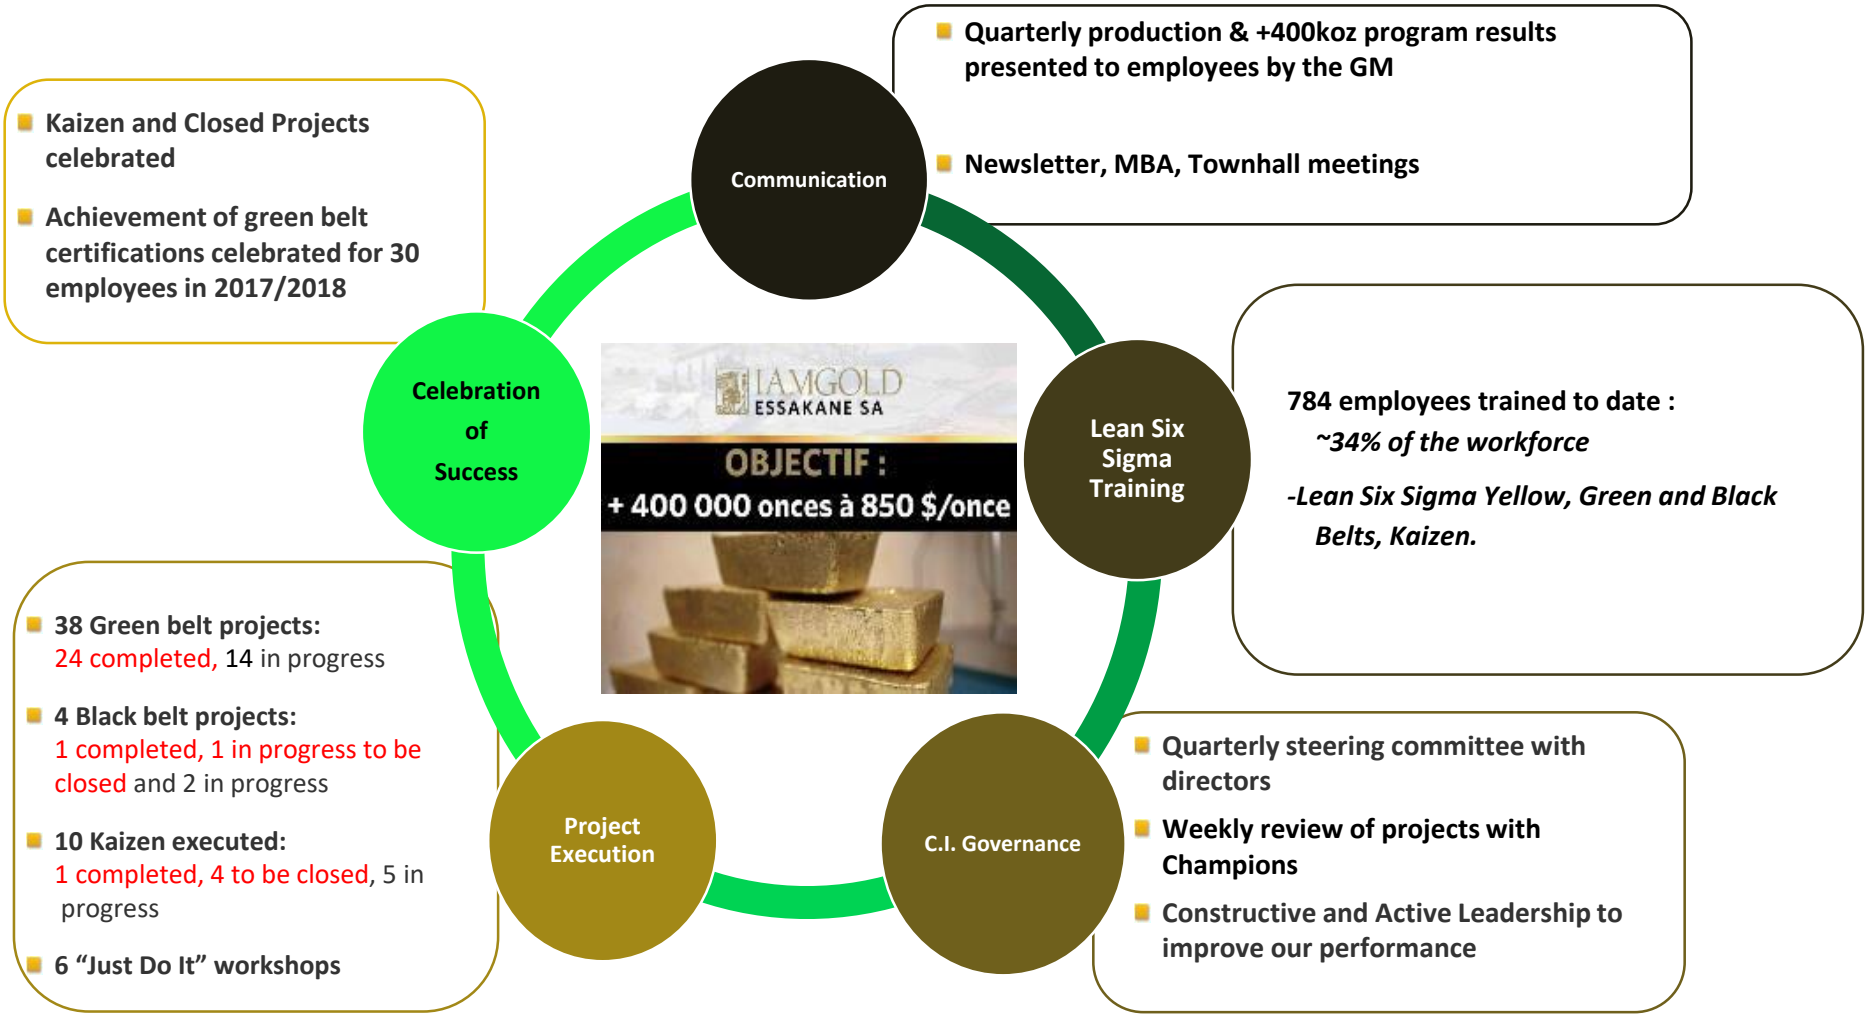 Quarterly production & +400koz program results
presented to employees by the GM
Newsletter, MBA, Townhall meetings
Communication
Kaizen and Closed Projects
celebrated
Achievement of green belt
certifications celebrated for 30
employees in 2017/2018
Celebration
of
Success
IAMGOLD
ESSAKANE SA
OBJECTIF :
+ 400 000 onces à 850 $/once
Lean Six
Sigma
Training
784 employees trained to date :
~34% of the workforce
-Lean Six Sigma Yellow, Green and Black
Belts, Kaizen.
38 Green belt projects:
24 completed, 14 in progress
4 Black belt projects:
1 completed, 1 in progress to be
closed and 2 in progress
10 Kaizen executed:
1 completed, 4 to be closed, 5 in
progress
6 “Just Do It” workshops
Project
Execution
C.I. Governance
Quarterly steering committee with
directors
Weekly review of projects with
Champions
Constructive and Active Leadership to
improve our performance